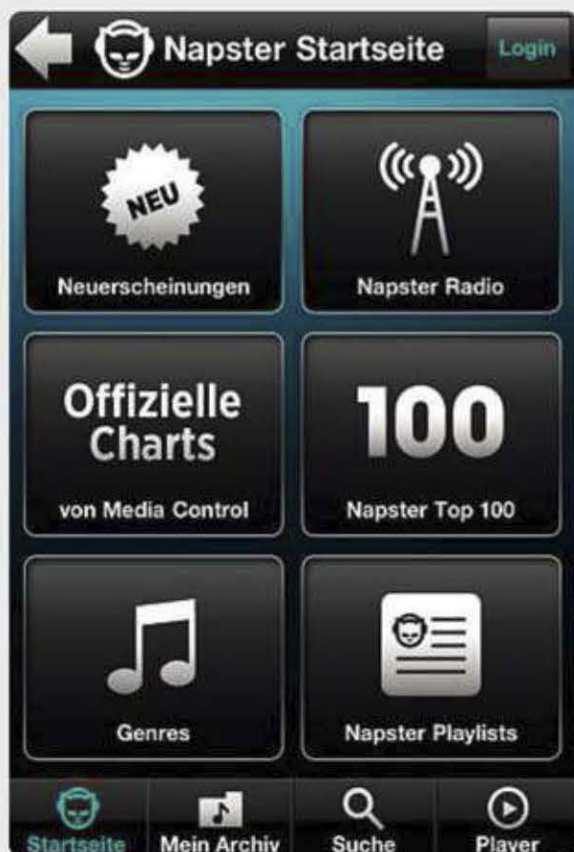 Napster Startseite
Login
NEU
Neuerscheinungen
Napster Radio
Offizielle
Charts
von Media Control
100
Napster Top 100
Genres
Napster Playlists
Startseite
Mein Archiv
Suche
Player